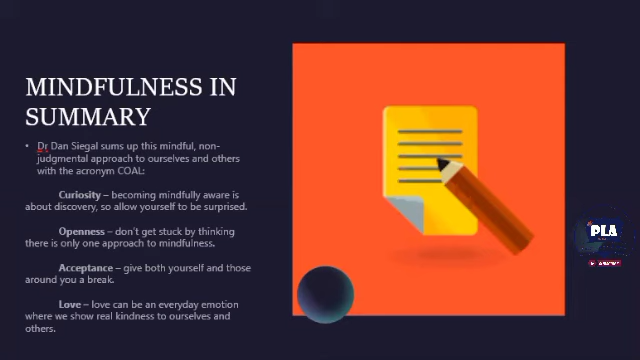 MINDFULNESS IN
SUMMARY
• Dr Dan Siegal sums up this mindful, non-
judgmental approach to ourselves and others
with the acronym COAL:
Curiosity – becoming mindfully aware is
about discovery, so allow yourself to be surprised.
Openness – don't get stuck by thinking
there is only one approach to mindfulness.
Acceptance – give both yourself and those
around you a break.
Love – love can be an everyday emotion
where we show real kindness to ourselves and
others.
PLA